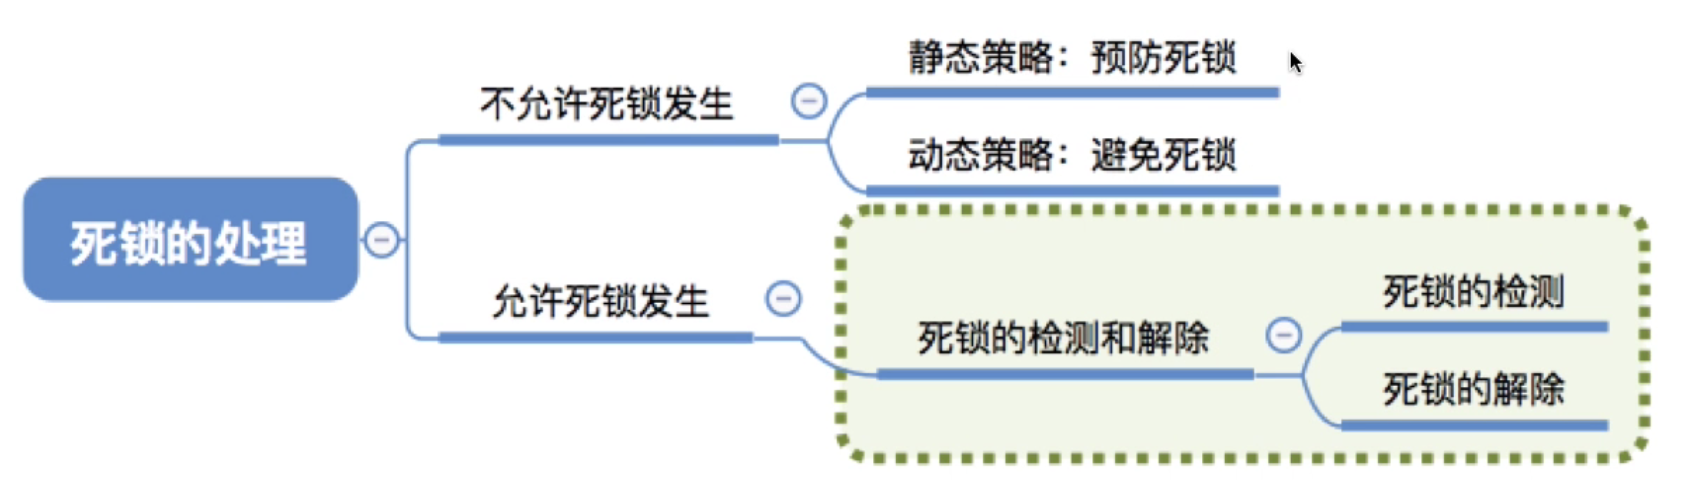 死锁的处理
不允许死锁发生
静态策略：预防死锁
动态策略：避免死锁
允许死锁发生
死锁的检测和解除
死锁的检测
死锁的解除